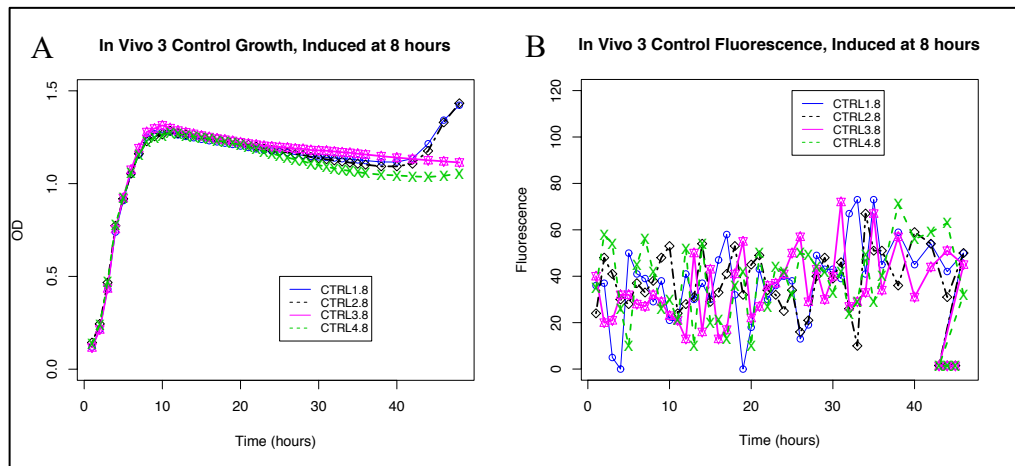 A
In Vivo 3 Control Growth, Induced at 8 hours
OD
1.5
1.0
0.5
0.0
0
10
20
30
40
Time (hours)
CTRL1.8
CTRL2.8
CTRL3.8
CTRL4.8
B
In Vivo 3 Control Fluorescence, Induced at 8 hours
Fluorescence
120
100
80
60
40
20
0
0
10
20
30
40
Time (hours)
CTRL1.8
CTRL2.8
CTRL3.8
CTRL4.8